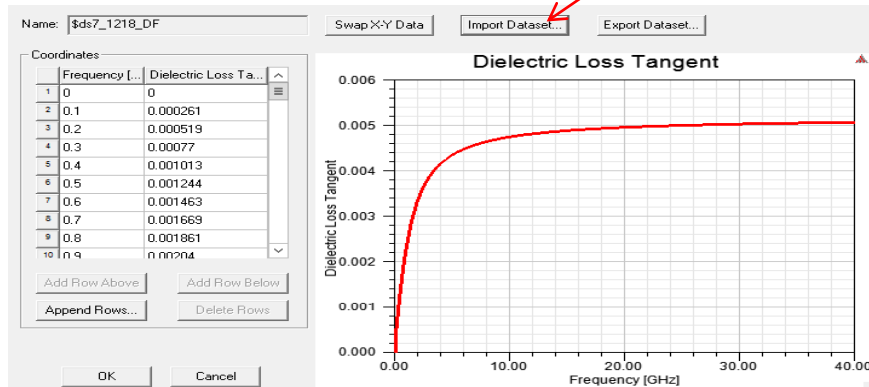 Name: $ds7_1218_DF
Swap X-Y Data
Import Dataset...
Export Dataset...
Coordinates
Frequency [... Dielectric Loss Ta...
1 0 0
2 0.1 0.000261
3 0.2 0.000519
4 0.3 0.00077
5 0.4 0.001013
6 0.5 0.001244
7 0.6 0.001463
8 0.7 0.001669
9 0.8 0.001861
10 0.9 0.00204
Add Row Above
Add Row Below
Append Rows...
Delete Rows
OK
Cancel
Dielectric Loss Tangent
Dielectric Loss Tangent
0.006
0.005
0.004
0.003
0.002
0.001
0.000
0.00 10.00 20.00 30.00 40.00
Frequency [GHz]